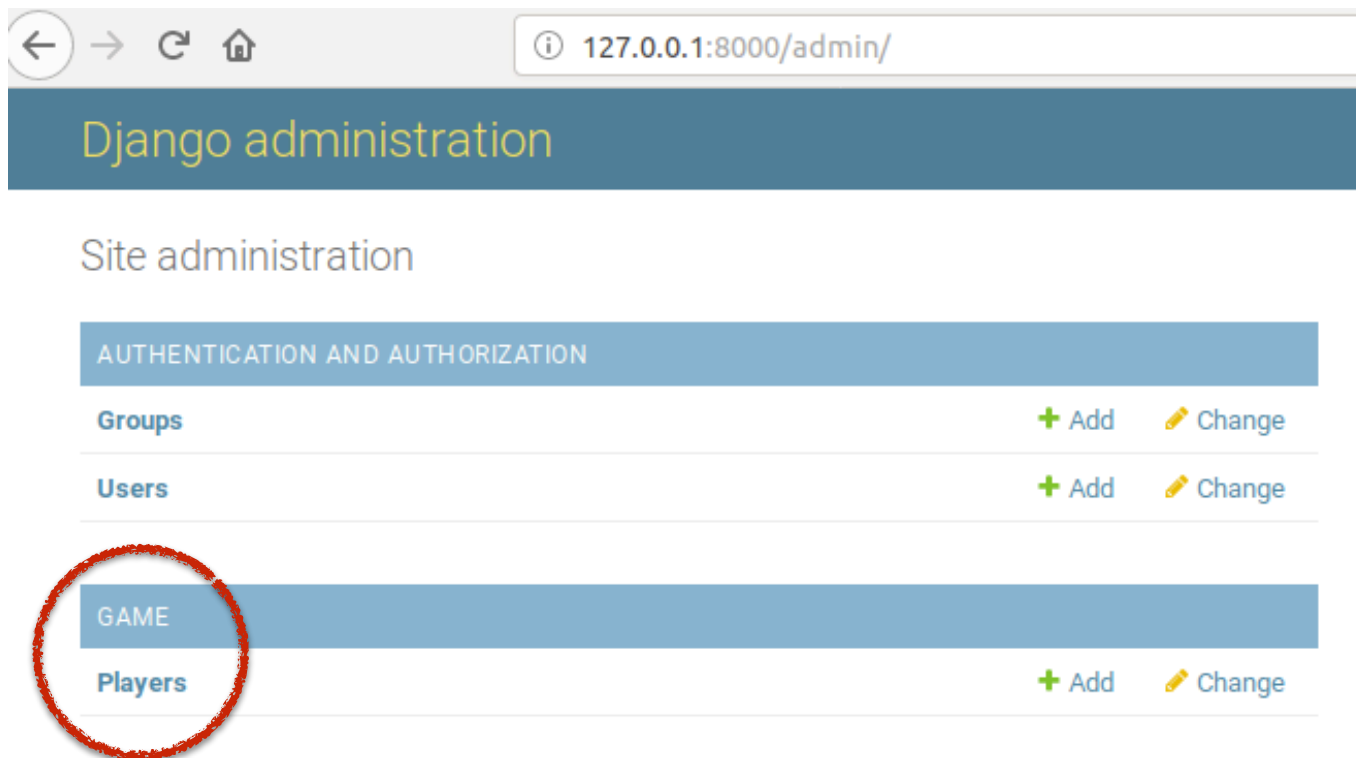 127.0.0.1:8000/admin/
Django administration
Site administration
AUTHENTICATION AND AUTHORIZATION
Groups Add Change
Users Add Change
GAME
Players Add Change